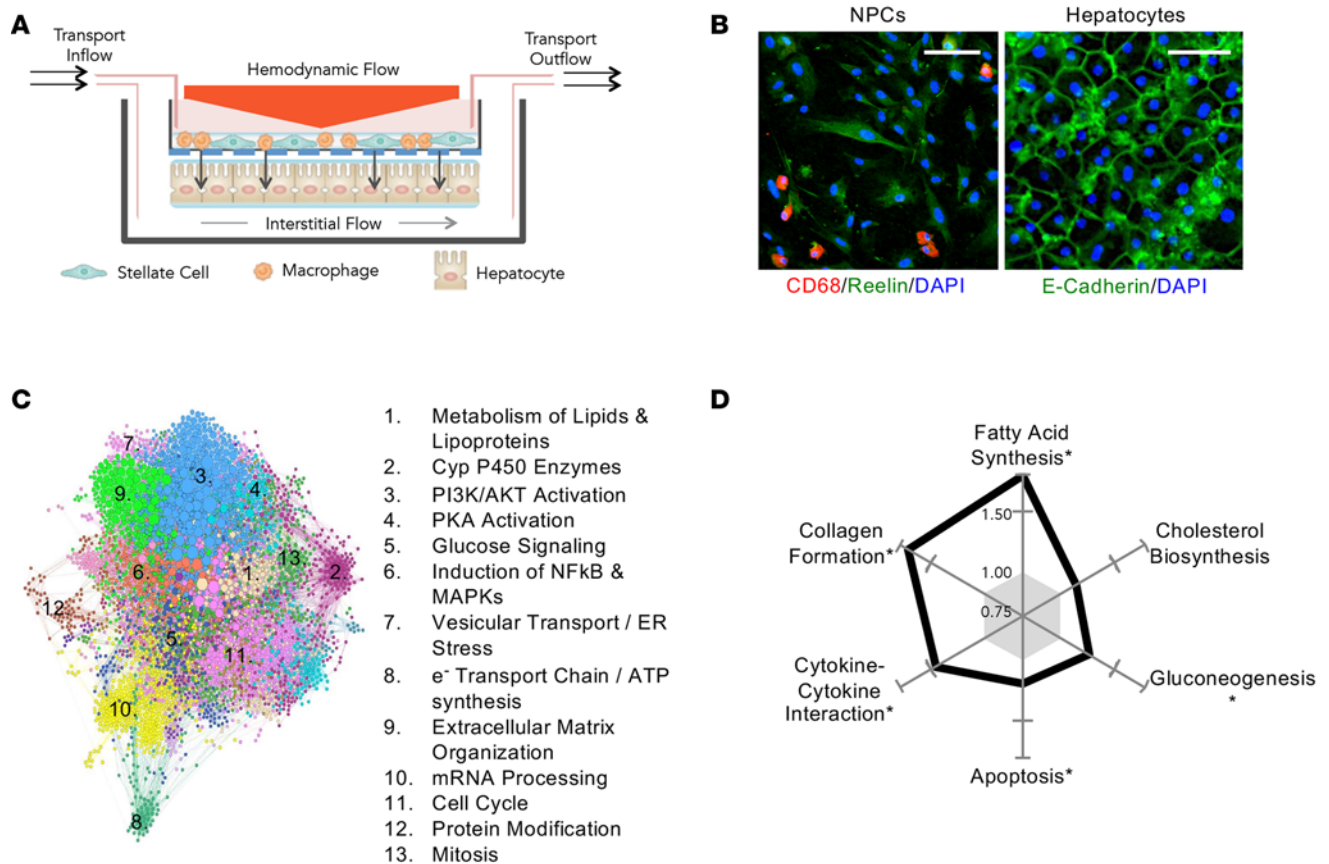 A
Transport
Inflow
Hemodynamic Flow
Transport
Outflow
Interstitial Flow
Stellate Cell
Macrophage
Hepatocyte
B
NPCs
Hepatocytes
CD68/Reelin/DAPI
E-Cadherin/DAPI
C
7.
3.
9.
4
6.
1.
13.
2
12.
5.
11.
10.
8.
1. Metabolism of Lipids &
Lipoproteins
2. Cyp P450 Enzymes
3. PI3K/AKT Activation
4. PKA Activation
5. Glucose Signaling
6. Induction of NFkB &
MAPKs
7. Vesicular Transport / ER
Stress
8. e⁻ Transport Chain / ATP
synthesis
9. Extracellular Matrix
Organization
10. mRNA Processing
11. Cell Cycle
12. Protein Modification
13. Mitosis
D
Fatty Acid
Synthesis*
Collagen
Formation*
1.50
Cholesterol
Biosynthesis
1.00
0.75
Cytokine-
Cytokine
Interaction*
Gluconeogenesis
*
Apoptosis*